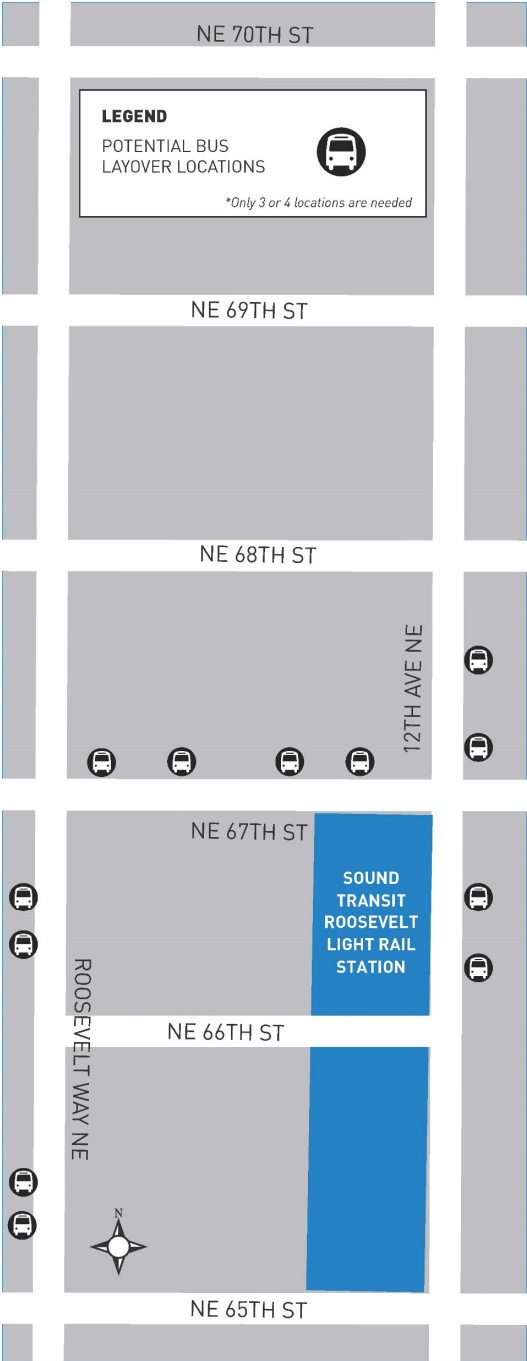 NE 70TH ST
LEGEND
POTENTIAL BUS
LAYOVER LOCATIONS
*Only 3 or 4 locations are needed
NE 69TH ST
NE 68TH ST
12TH AVE NE
NE 67TH ST
SOUND
TRANSIT
ROOSEVELT
LIGHT RAIL
STATION
ROOSEVELT WAY NE
NE 66TH ST
N
NE 65TH ST